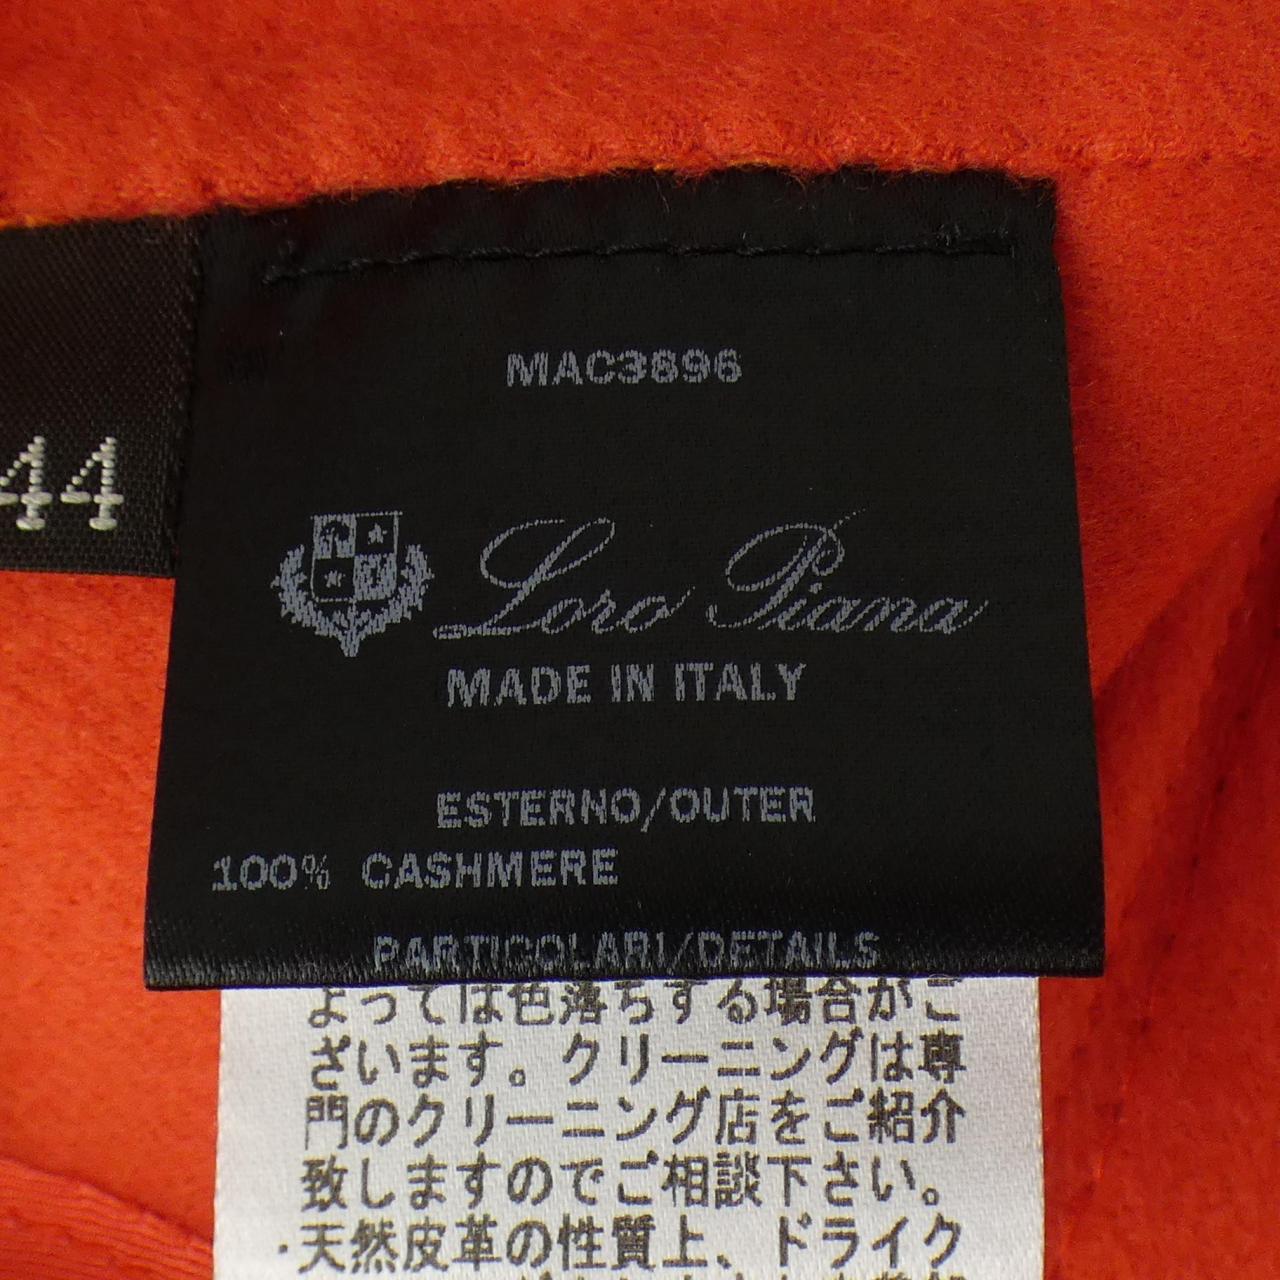 MAC3896
44
Loro Piana
MADE IN ITALY
ESTERNO/OUTER
100% CASHMERE
PARTICOLARI/DETAILS
よっては色落ちする場合がご
ざいます。クリーニングは専
門のクリーニング店をご紹介
致しますのでご相談下さい。
・天然皮革の性質上、ドライク